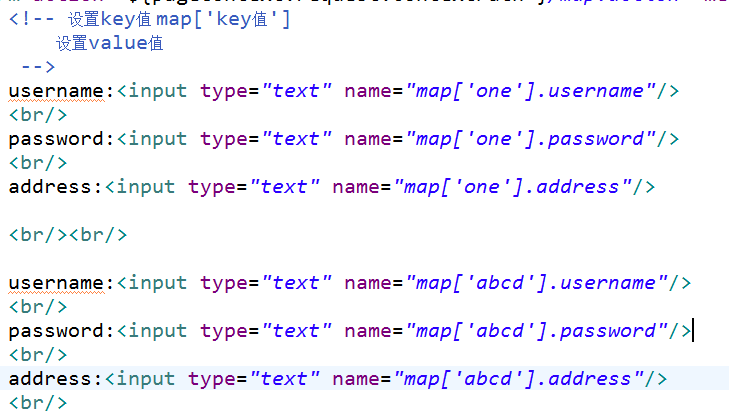 <!-- 设置key值 map['key值']
设置value值
-->
username:<input type="text" name="map['one'].username"/>
<br/>
password:<input type="text" name="map['one'].password"/>
<br/>
address:<input type="text" name="map['one'].address"/>
<br/><br/>
username:<input type="text" name="map['abcd'].username"/>
<br/>
password:<input type="text" name="map['abcd'].password"/>
<br/>
address:<input type="text" name="map['abcd'].address"/>
<br/>